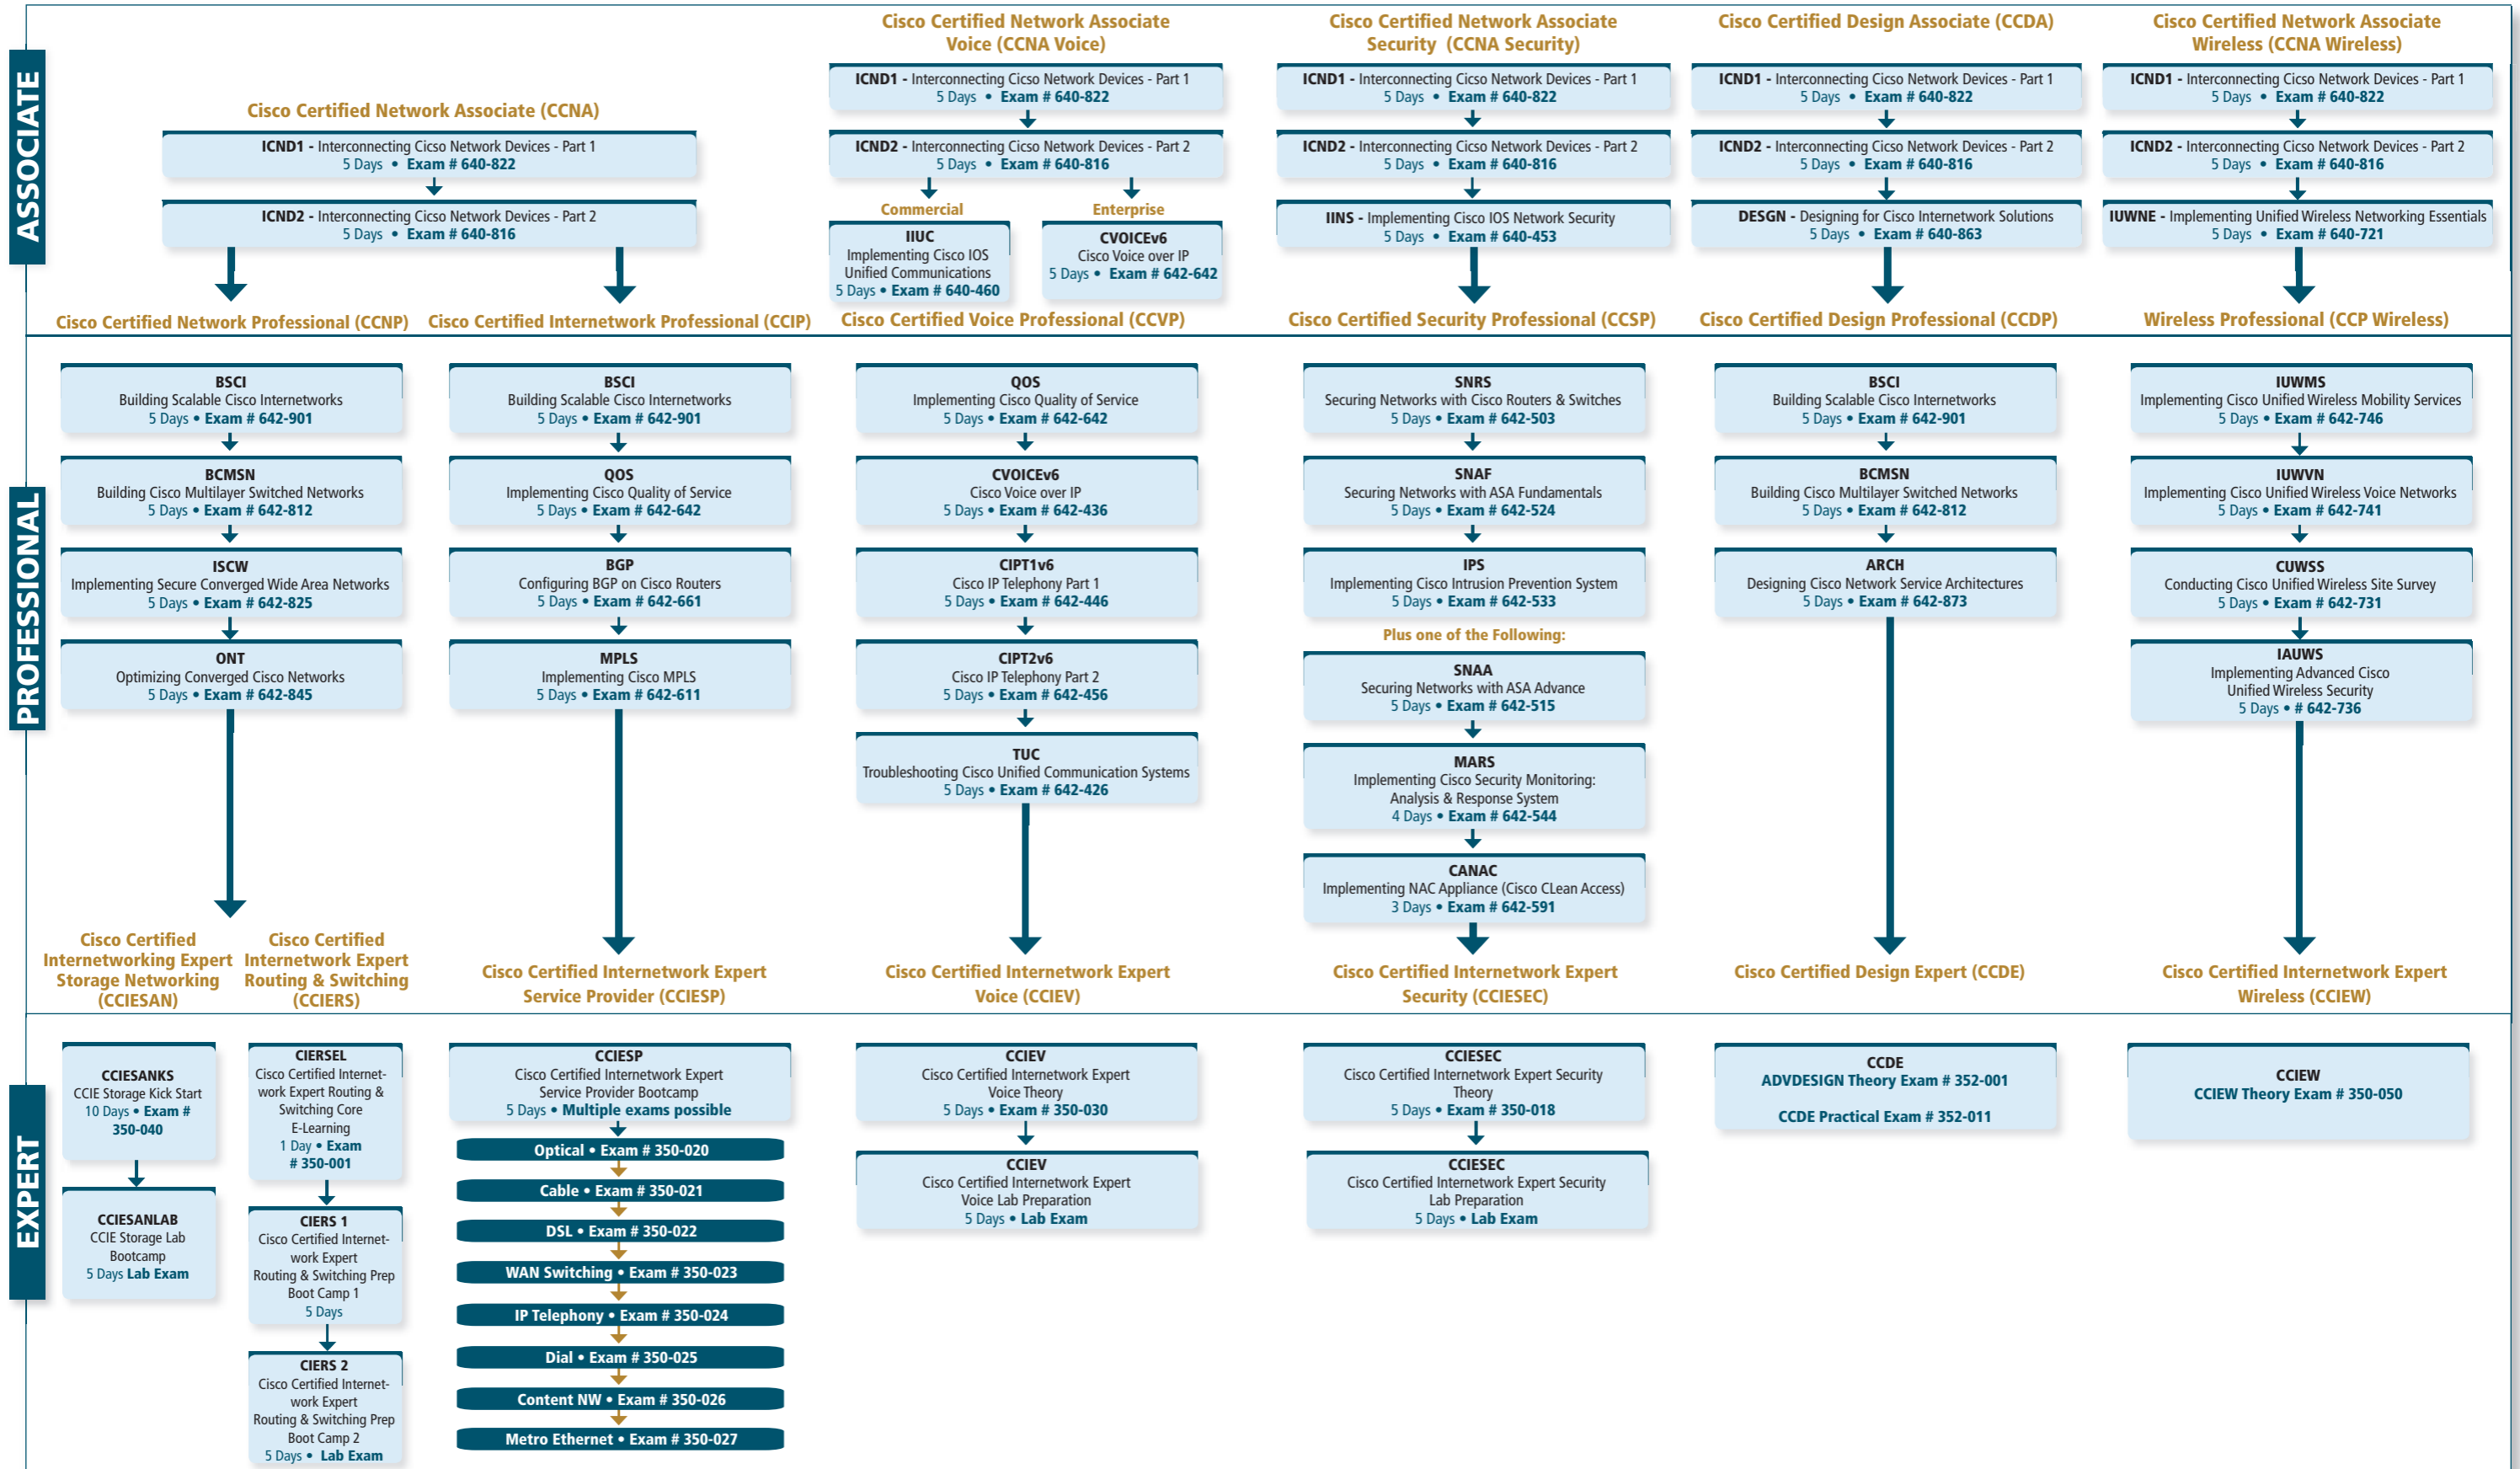 ASSOCIATE
Cisco Certified Network Associate (CCNA)
ICND1 - Interconnecting Cicso Network Devices - Part 1
5 Days • Exam # 640-822
ICND2 - Interconnecting Cicso Network Devices - Part 2
5 Days • Exam # 640-816
Cisco Certified Network Associate
Voice (CCNA Voice)
ICND1 - Interconnecting Cicso Network Devices - Part 1
5 Days • Exam # 640-822
ICND2 - Interconnecting Cicso Network Devices - Part 2
5 Days • Exam # 640-816
Commercial
IIUC
Implementing Cisco IOS
Unified Communications
5 Days • Exam # 640-460
Enterprise
CVOICEv6
Cisco Voice over IP
5 Days • Exam # 642-642
Cisco Certified Network Associate
Security (CCNA Security)
ICND1 - Interconnecting Cicso Network Devices - Part 1
5 Days • Exam # 640-822
ICND2 - Interconnecting Cicso Network Devices - Part 2
5 Days • Exam # 640-816
IINS - Implementing Cisco IOS Network Security
5 Days • Exam # 640-453
Cisco Certified Design Associate (CCDA)
ICND1 - Interconnecting Cicso Network Devices - Part 1
5 Days • Exam # 640-822
ICND2 - Interconnecting Cicso Network Devices - Part 2
5 Days • Exam # 640-816
DESGN - Designing for Cisco Internetwork Solutions
5 Days • Exam # 640-863
Cisco Certified Network Associate
Wireless (CCNA Wireless)
ICND1 - Interconnecting Cicso Network Devices - Part 1
5 Days • Exam # 640-822
ICND2 - Interconnecting Cicso Network Devices - Part 2
5 Days • Exam # 640-816
IUWNE - Implementing Unified Wireless Networking Essentials
5 Days • Exam # 640-721
PROFESSIONAL
Cisco Certified Network Professional (CCNP)
BSCI
Building Scalable Cisco Internetworks
5 Days • Exam # 642-901
BCMSN
Building Cisco Multilayer Switched Networks
5 Days • Exam # 642-812
ISCW
Implementing Secure Converged Wide Area Networks
5 Days • Exam # 642-825
ONT
Optimizing Converged Cisco Networks
5 Days • Exam # 642-845
Cisco Certified Internetwork Professional (CCIP)
BSCI
Building Scalable Cisco Internetworks
5 Days • Exam # 642-901
QOS
Implementing Cisco Quality of Service
5 Days • Exam # 642-642
BGP
Configuring BGP on Cisco Routers
5 Days • Exam # 642-661
MPLS
Implementing Cisco MPLS
5 Days • Exam # 642-611
Cisco Certified Voice Professional (CCVP)
QOS
Implementing Cisco Quality of Service
5 Days • Exam # 642-642
CVOICEv6
Cisco Voice over IP
5 Days • Exam # 642-436
CIPT1v6
Cisco IP Telephony Part 1
5 Days • Exam # 642-446
CIPT2v6
Cisco IP Telephony Part 2
5 Days • Exam # 642-456
TUC
Troubleshooting Cisco Unified Communication Systems
5 Days • Exam # 642-426
Cisco Certified Security Professional (CCSP)
SNRS
Securing Networks with Cisco Routers & Switches
5 Days • Exam # 642-503
SNAF
Securing Networks with ASA Fundamentals
5 Days • Exam # 642-524
IPS
Implementing Cisco Intrusion Prevention System
5 Days • Exam # 642-533
Plus one of the Following:
SNAA
Securing Networks with ASA Advance
5 Days • Exam # 642-515
MARS
Implementing Cisco Security Monitoring:
Analysis & Response System
4 Days • Exam # 642-544
CANAC
Implementing NAC Appliance (Cisco CLean Access)
3 Days • Exam # 642-591
Cisco Certified Design Professional (CCDP)
BSCI
Building Scalable Cisco Internetworks
5 Days • Exam # 642-901
BCMSN
Building Cisco Multilayer Switched Networks
5 Days • Exam # 642-812
ARCH
Designing Cisco Network Service Architectures
5 Days • Exam # 642-873
Wireless Professional (CCP Wireless)
IUWMS
Implementing Cisco Unified Wireless Mobility Services
5 Days • Exam # 642-746
IUWVN
Implementing Cisco Unified Wireless Voice Networks
5 Days • Exam # 642-741
CUWSS
Conducting Cisco Unified Wireless Site Survey
5 Days • Exam # 642-731
IAUWS
Implementing Advanced Cisco
Unified Wireless Security
5 Days • # 642-736
EXPERT
Cisco Certified
Internetworking Expert
Storage Networking
(CCIESAN)
CCIESANKS
CCIE Storage Kick Start
10 Days • Exam #
350-040
CCIESANLAB
CCIE Storage Lab
Bootcamp
5 Days Lab Exam
Cisco Certified
Internetwork Expert
Routing & Switching
(CCIERS)
CIERSEL
Cisco Certified Internet-
work Expert Routing &
Switching Core
E-Learning
1 Day • Exam
# 350-001
CIERS 1
Cisco Certified Internet-
work Expert
Routing & Switching Prep
Boot Camp 1
5 Days
CIERS 2
Cisco Certified Internet-
work Expert
Routing & Switching Prep
Boot Camp 2
5 Days • Lab Exam
Cisco Certified Internetwork Expert
Service Provider (CCIESP)
CCIESP
Cisco Certified Internetwork Expert
Service Provider Bootcamp
5 Days • Multiple exams possible
Optical • Exam # 350-020
Cable • Exam # 350-021
DSL • Exam # 350-022
WAN Switching • Exam # 350-023
IP Telephony • Exam # 350-024
Dial • Exam # 350-025
Content NW • Exam # 350-026
Metro Ethernet • Exam # 350-027
Cisco Certified Internetwork Expert
Voice (CCIEV)
CCIEV
Cisco Certified Internetwork Expert
Voice Theory
5 Days • Exam # 350-030
CCIEV
Cisco Certified Internetwork Expert
Voice Lab Preparation
5 Days • Lab Exam
Cisco Certified Internetwork Expert
Security (CCIESEC)
CCIESEC
Cisco Certified Internetwork Expert Security
Theory
5 Days • Exam # 350-018
CCIESEC
Cisco Certified Internetwork Expert Security
Lab Preparation
5 Days • Lab Exam
Cisco Certified Design Expert (CCDE)
CCDE
ADVDESIGN Theory Exam # 352-001
CCDE Practical Exam # 352-011
Cisco Certified Internetwork Expert
Wireless (CCIEW)
CCIEW
CCIEW Theory Exam # 350-050